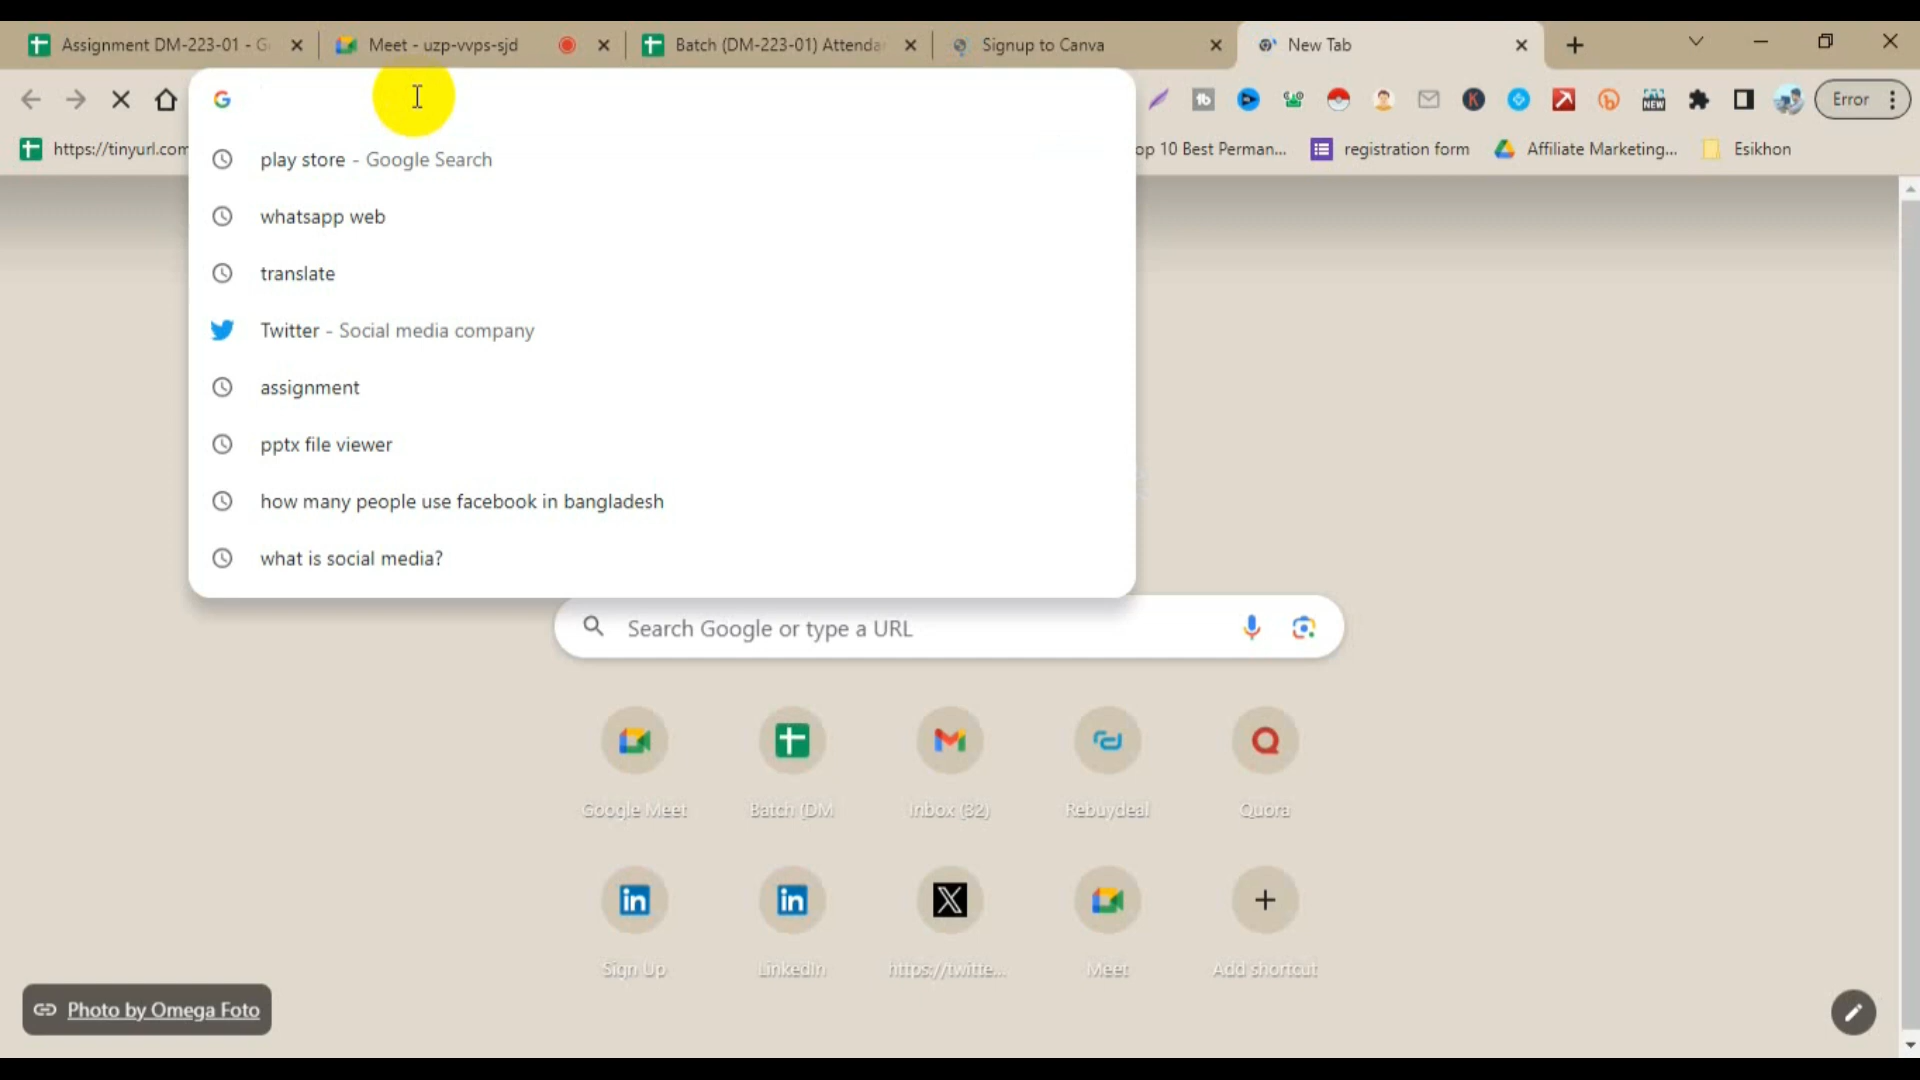 Assignment DM-223-01 - G
Meet - uzp-vvps-sjd
Batch (DM-223-01) Attenda
Signup to Canva
New Tab
Error
https://tinyurl.com
op 10 Best Perman...
registration form
Affiliate Marketing...
Esikhon
play store - Google Search
whatsapp web
translate
Twitter - Social media company
assignment
pptx file viewer
how many people use facebook in bangladesh
what is social media?
Search Google or type a URL
Google Meet
Batch (DM
Inbox (32)
Rebuydeal
Quora
Sign Up
LinkedIn
https://twitte...
Meet
Add shortcut
Photo by Omega Foto